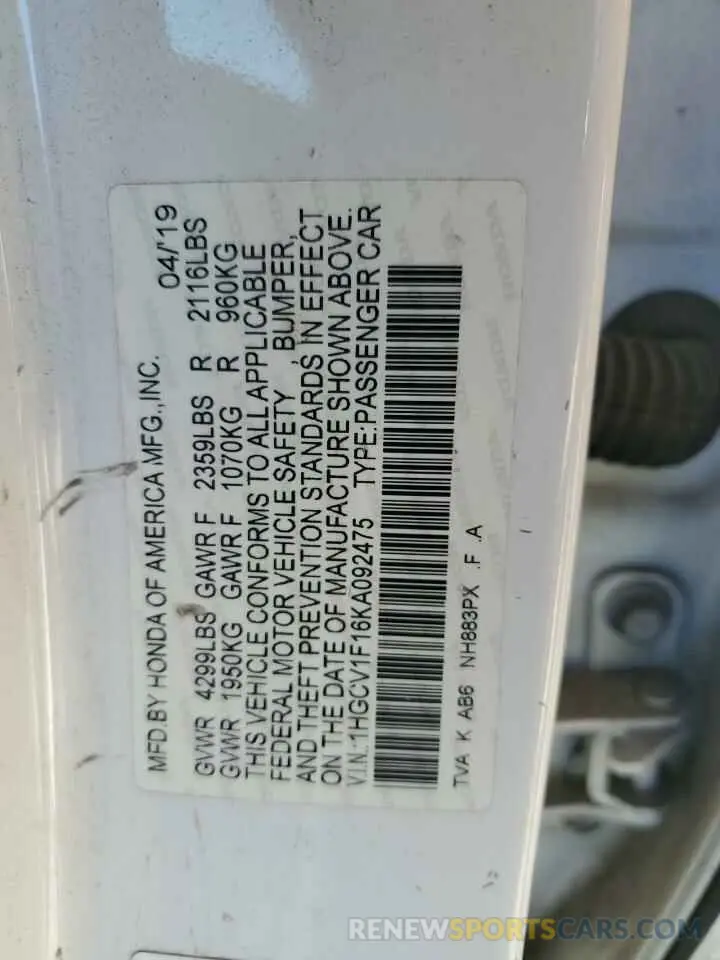 MFD.BY HONDA OF AMERICA MFG.,INC. 04/'19
GVWR 4299LBS GAWR F 2359LBS R 2116LBS
GVWR 1950KG GAWR F 1070KG R 960KG
THIS VEHICLE CONFORMS TO ALL APPLICABLE
FEDERAL MOTOR VEHICLE SAFETY , BUMPER,
AND THEFT PREVENTION STANDARDS IN EFFECT
ON THE DATE OF MANUFACTURE SHOWN ABOVE.
V.I.N.:1HGCV1F16KA092475 TYPE:PASSENGER CAR
TVA K AB6 NH883PX .F .A
RENEWSPORTSCARS.COM